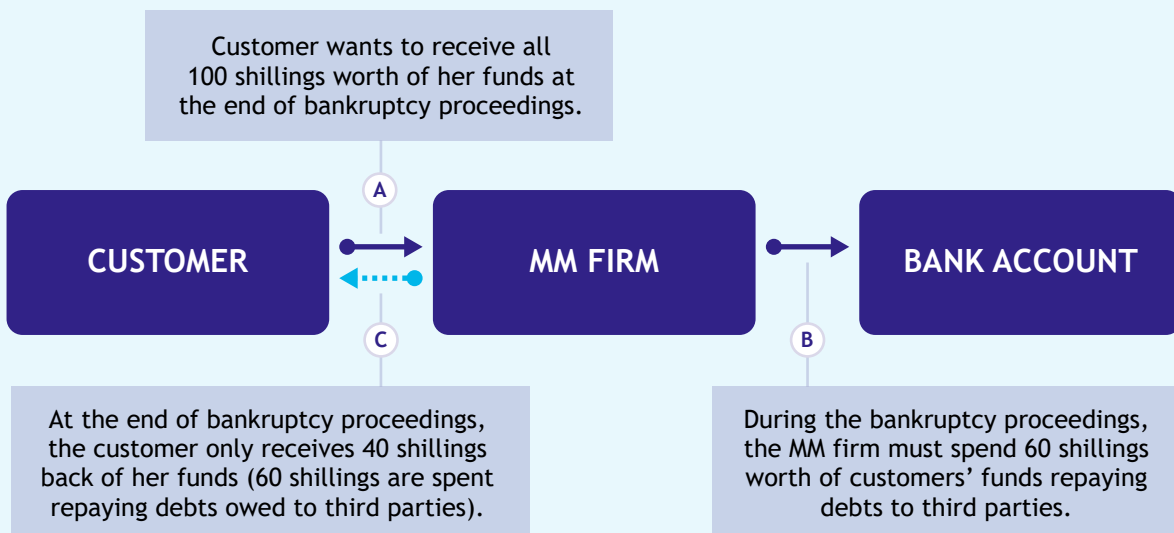 Customer wants to receive all
100 shillings worth of her funds at
the end of bankruptcy proceedings.
A
CUSTOMER
MM FIRM
BANK ACCOUNT
C
B
At the end of bankruptcy proceedings,
the customer only receives 40 shillings
back of her funds (60 shillings are spent
repaying debts owed to third parties).
During the bankruptcy proceedings,
the MM firm must spend 60 shillings
worth of customers’ funds repaying
debts to third parties.